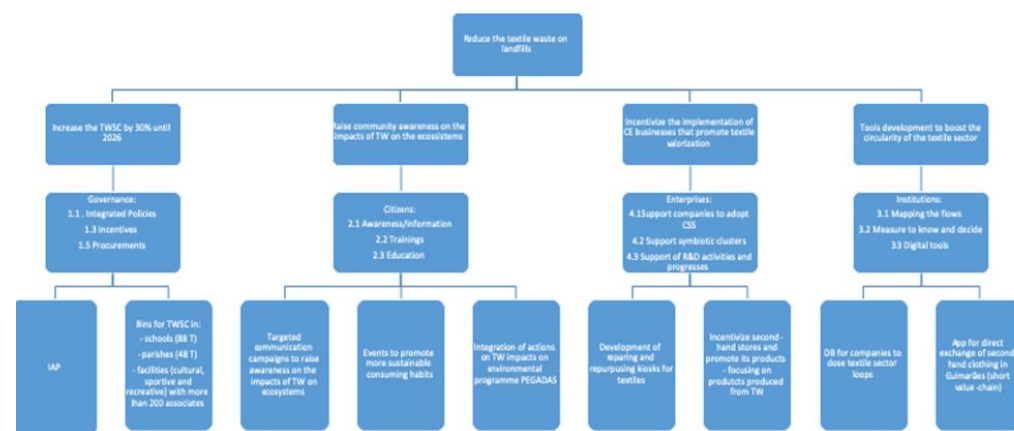 Reduce the textile waste on
landfills
Increase the TWSC by 30% until
2026
Raise community awareness on the
impacts of TW on the ecosystems
Incentivize the implementation of
CE businesses that promote textile
valorization
Tools development to boost the
circularity of the textile sector
Governance:
1.1 . Integrated Policies
1.3 Incentives
1.5 Procurements
Citizens:
2.1 Awareness/information
2.2 Trainings
2.3 Education
Enterprises:
4.1Support companies to adopt
CSS
4.2 Support symbiotic clusters
4.3 Support of R&D activities and
progresses
Institutions:
3.1 Mapping the flows
3.2 Measure to know and decide
33 Digital tools
IAP
Bins for TWSC in:
- schools (88 T)
-parishes (48 T)
- facilities (cultural,
sportive and
recreative) with more
than 200 associates
Targeted
communication
campaigns to raise
awareness on the
impacts of TW on
ecosystems
Events to promote
more sustainable
consuming habits
Integration of actions
on TW impacts on
environmental
programme PEGADAS
Development of
reparing and
repurpusing kiosks for
textiles
Incentivize second -
hand stores and
promote its products
- focusing on
produtcts produced
from TW
DB for companies to
close textile sector
loops
App for direct
exchange of second
hand clothing in
Guimarães (short
value -chain)